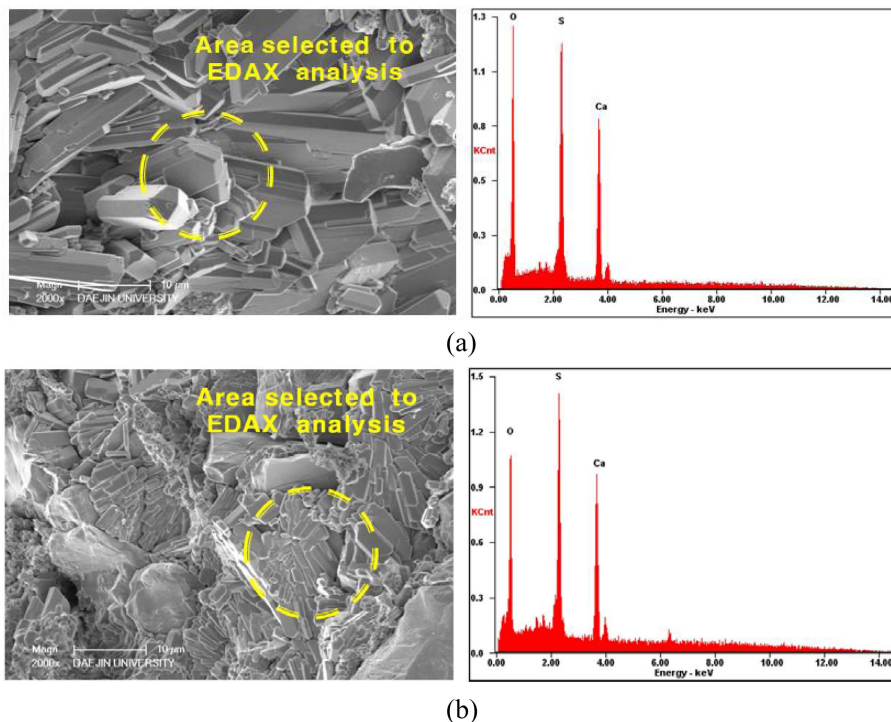 Area selected to
EDAX analysis
Magn
10 µm
2000x DAEJIN UNIVERSITY
1.3
1.1
0.8
KCnt
0.5
0.3
0.0
O
S
Ca
0.00 2.00 4.00 6.00 8.00 10.00 12.00 14.00
Energy - keV
(a)
Area selected to
EDAX analysis
Magn
10 µm
2000x DAEJIN UNIVERSITY
1.5
1.2
0.9
KCnt
0.6
0.3
0.0
O
S
Ca
0.00 2.00 4.00 6.00 8.00 10.00 12.00 14.00
Energy - keV
(b)